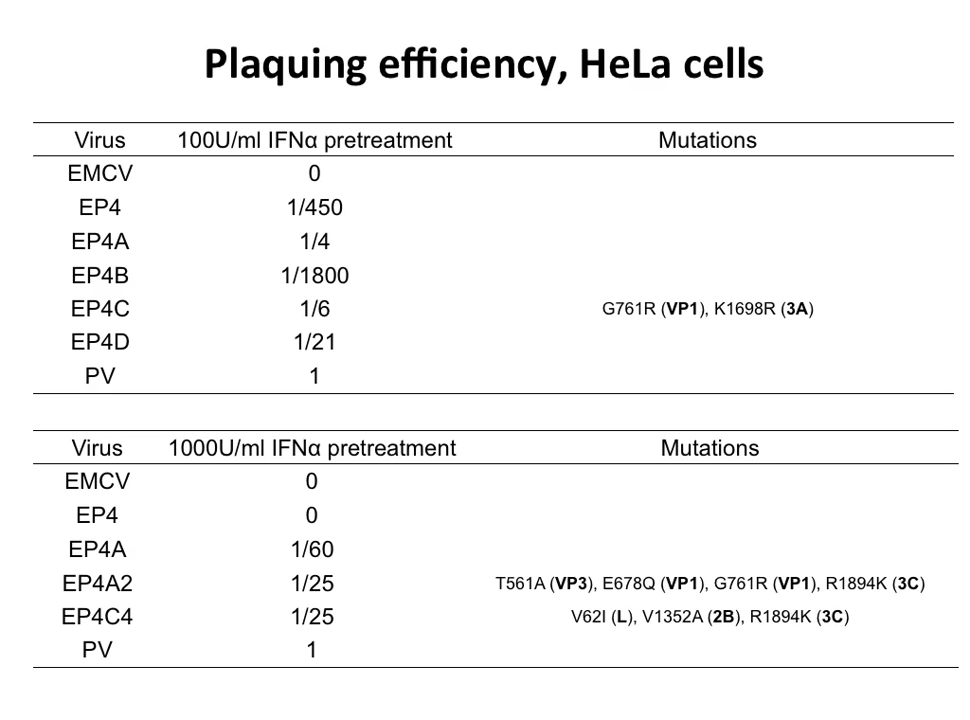 Plaquing efficiency, HeLa cells
Virus 100U/ml IFNα pretreatment Mutations
EMCV 0
EP4 1/450
EP4A 1/4
EP4B 1/1800
EP4C 1/6 G761R (VP1), K1698R (3A)
EP4D 1/21
PV 1
Virus 1000U/ml IFNα pretreatment Mutations
EMCV 0
EP4 0
EP4A 1/60
EP4A2 1/25 T561A (VP3), E678Q (VP1), G761R (VP1), R1894K (3C)
EP4C4 1/25 V62I (L), V1352A (2B), R1894K (3C)
PV 1